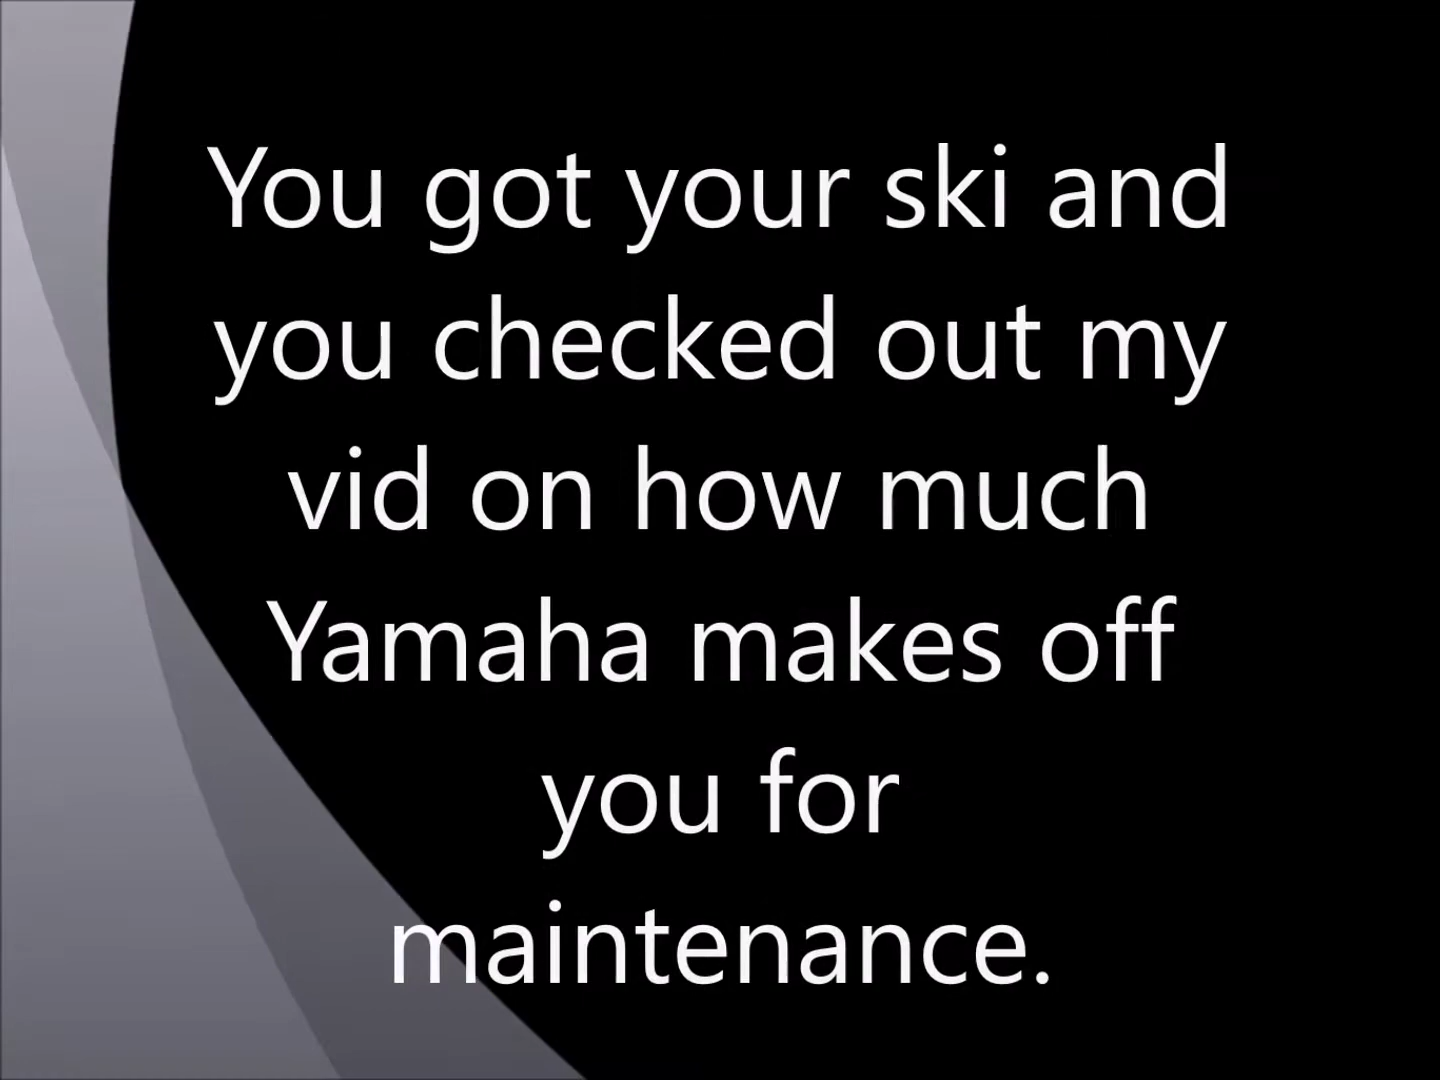 You got your ski and
you checked out my
vid on how much
Yamaha makes off
you for
maintenance.